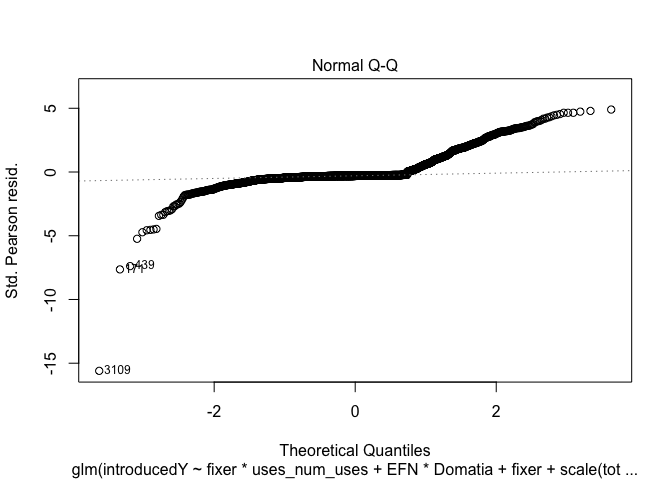 Normal Q-Q
Std. Pearson resid.
5
0
-5
-10
-15
439
3109
-2
0
2
Theoretical Quantiles
glm(introducedY ~ fixer * uses_num_uses + EFN * Domatia + fixer + scale(tot ...